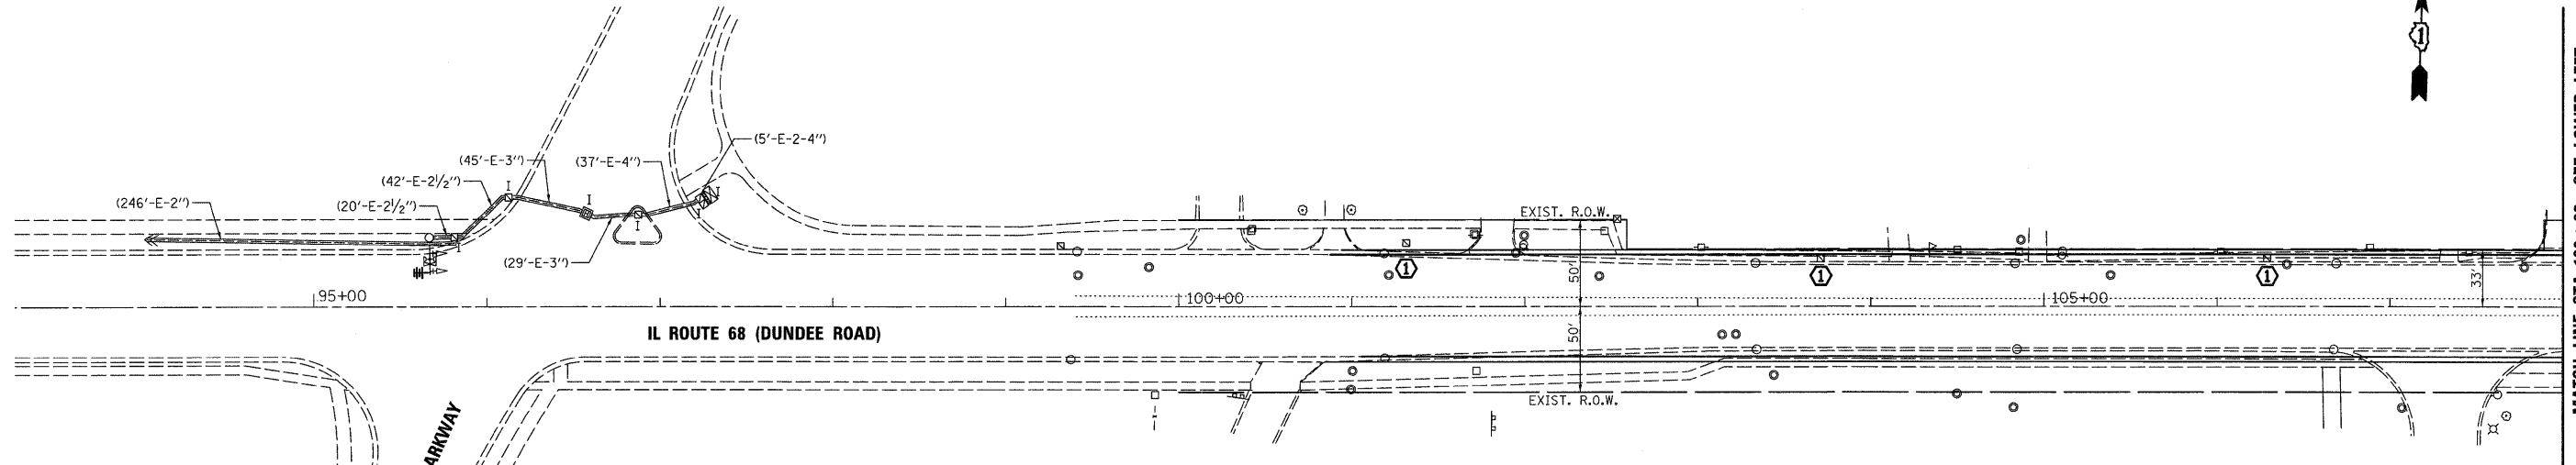 (5'-E-2-4")
(45'-E-3")
(37'-E-4")
(42'-E-2½")
(246'-E-2")
(20'-E-2½")
(29'-E-3")
I
I
I
I
I
I
1
EXIST. R.O.W.
50'
1
1
1
33'
95+00
100+00
105+00
IL ROUTE 68 (DUNDEE ROAD)
50'
EXIST. R.O.W.
ARKWAY